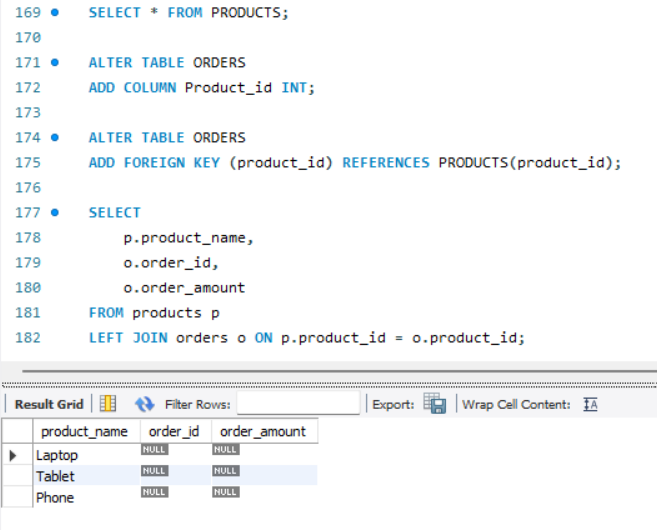 169 SELECT * FROM PRODUCTS;
170
171 ALTER TABLE ORDERS
172 ADD COLUMN Product_id INT;
173
174 ALTER TABLE ORDERS
175 ADD FOREIGN KEY (product_id) REFERENCES PRODUCTS(product_id);
176
177 SELECT
178 p.product_name,
179 o.order_id,
180 o.order_amount
181 FROM products p
182 LEFT JOIN orders o ON p.product_id = o.product_id;
Result Grid Filter Rows: Export: Wrap Cell Content: IA
product_name order_id order_amount
Laptop NULL NULL
Tablet NULL NULL
Phone NULL NULL